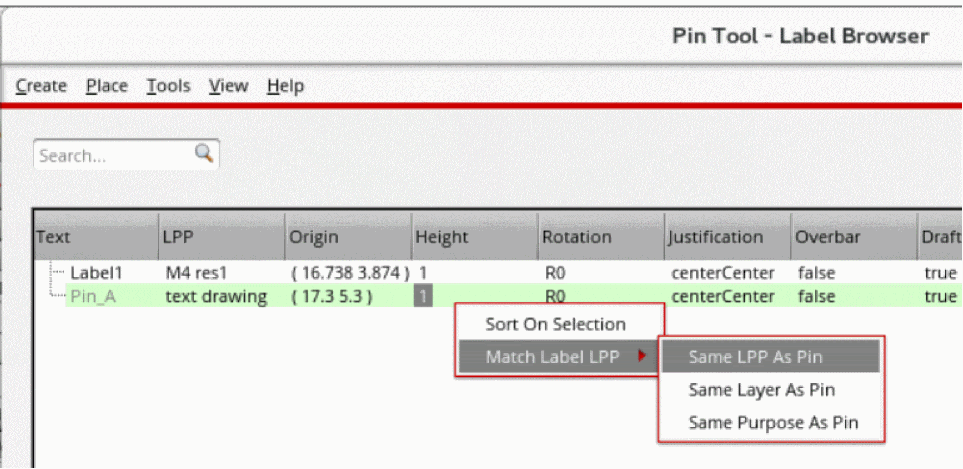 Pin Tool - Label Browser
Create Place Tools View Help
Search...
Text LPP Origin Height Rotation Justification Overbar Draft
Label1 M4 res1 ( 16.738 3.874 ) 1 R0 centerCenter false true
Pin_A text drawing ( 17.3 5.3 ) 1 R0 centerCenter false true
Sort On Selection
Match Label LPP Same LPP As Pin
Same Layer As Pin
Same Purpose As Pin